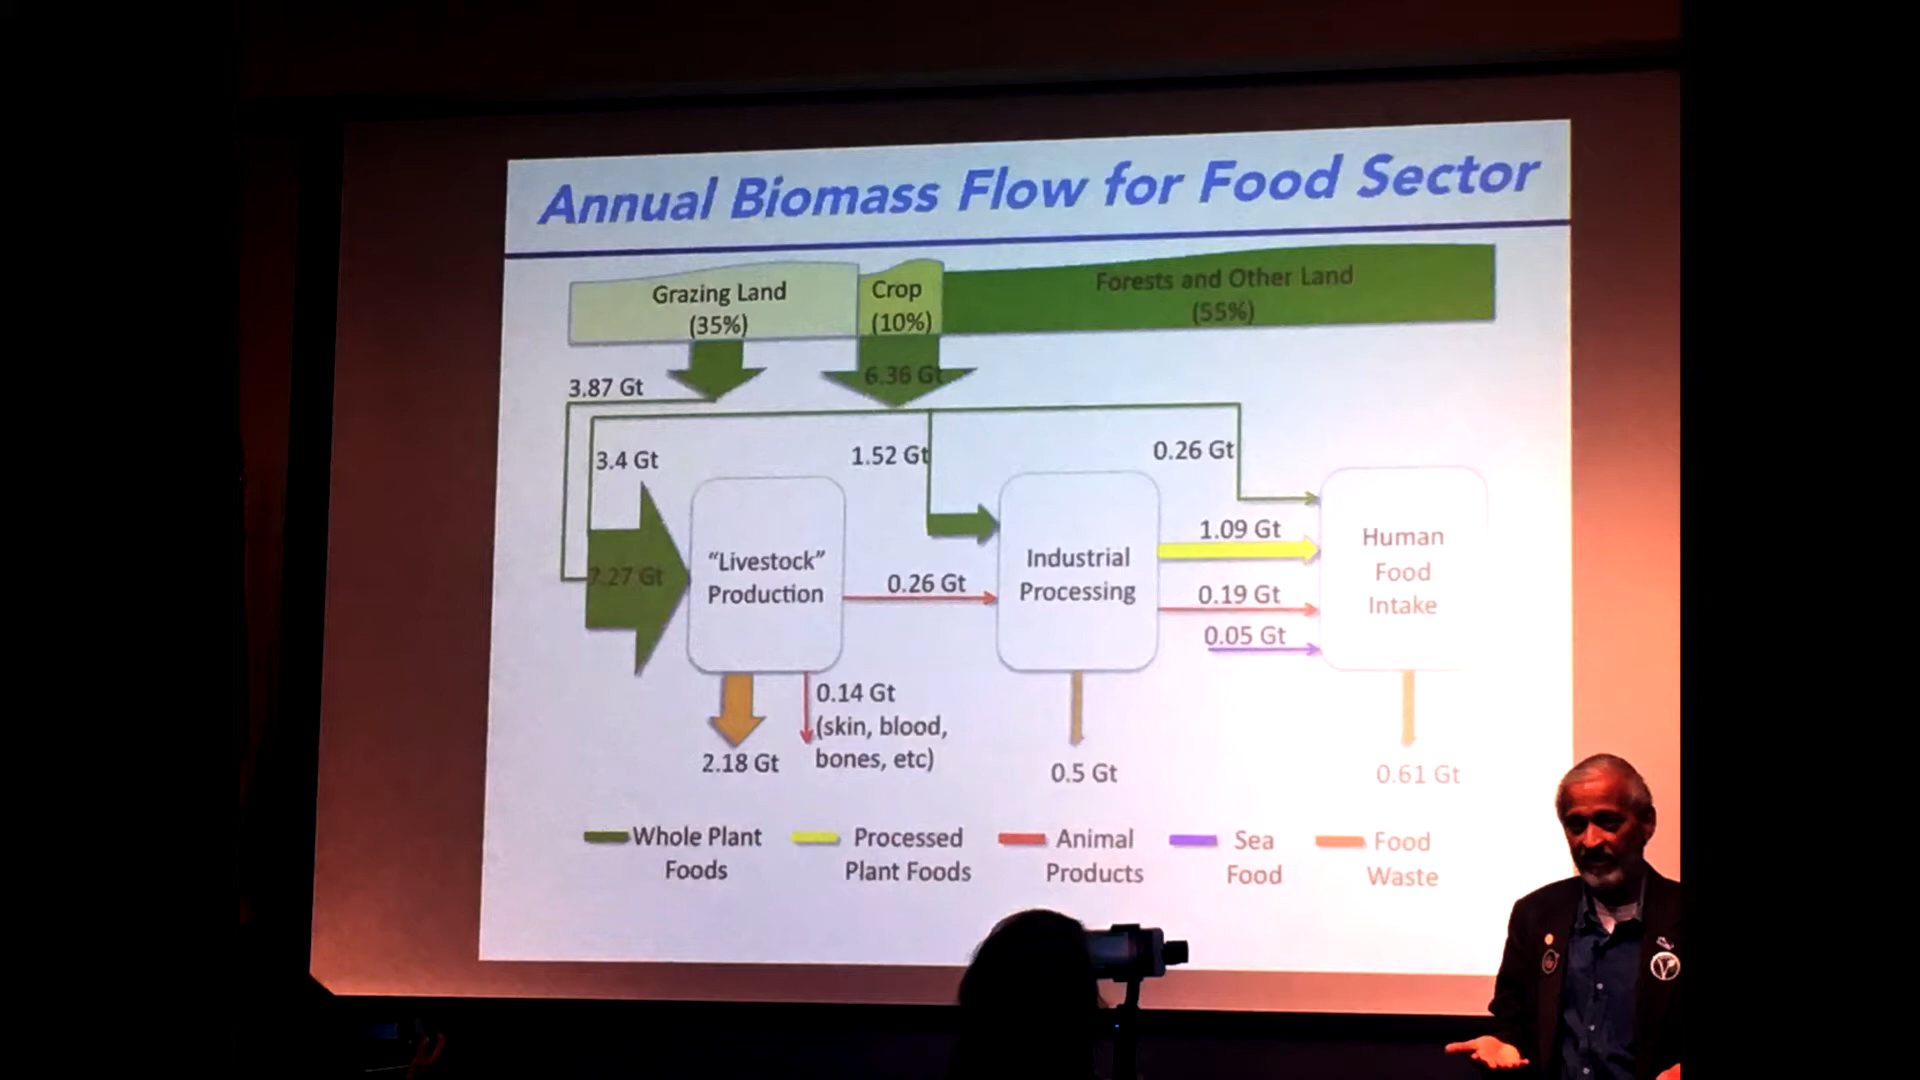 Annual Biomass Flow for Food Sector
Grazing Land
(35%)
Crop
(10%)
Forests and Other Land
(55%)
3.87 Gt
6.36 Gt
3.4 Gt
1.52 Gt
0.26 Gt
7.27 Gt
"Livestock"
Production
0.26 Gt
Industrial
Processing
1.09 Gt
0.19 Gt
0.05 Gt
Human
Food
Intake
0.14 Gt
(skin, blood,
bones, etc)
2.18 Gt
0.5 Gt
0.61 Gt
Whole Plant
Foods
Processed
Plant Foods
Animal
Products
Sea
Food
Food
Waste